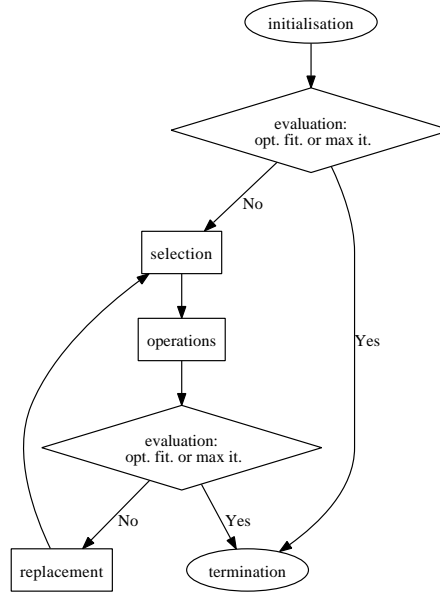 initialisation
evaluation:
opt. fit. or max it.
No
selection
operations
Yes
evaluation:
opt. fit. or max it.
No
Yes
replacement
termination